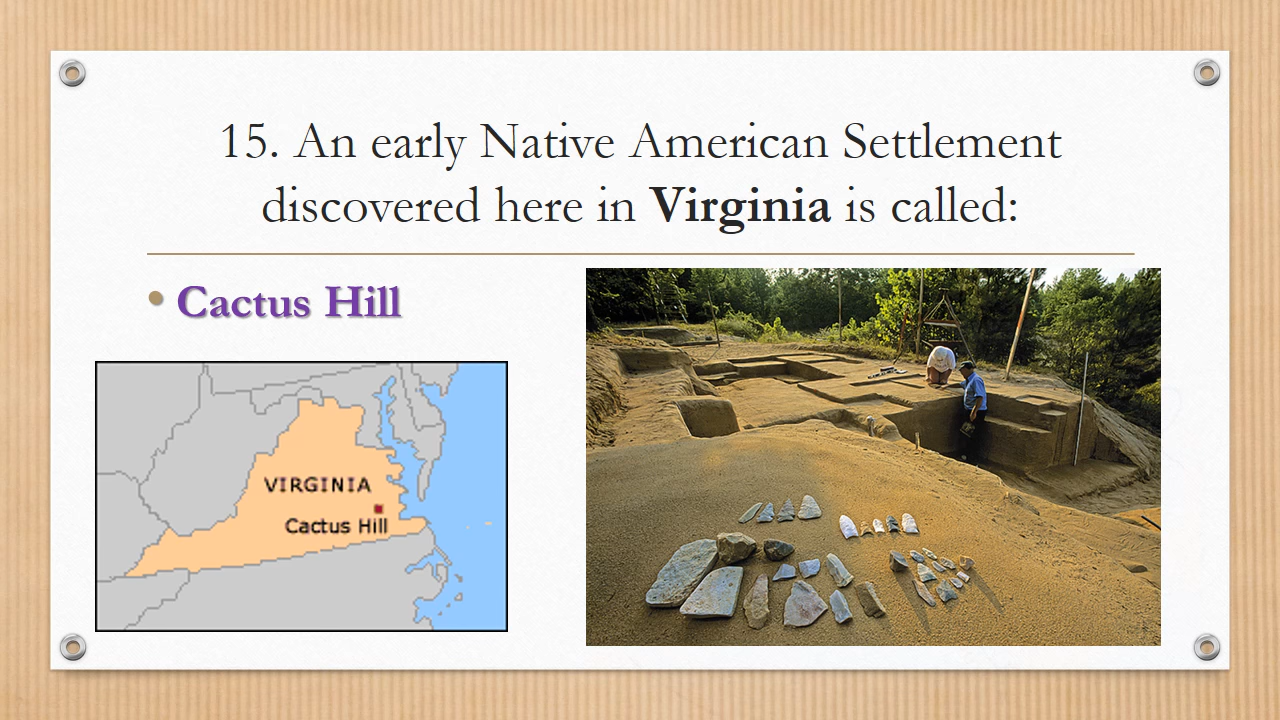 15. An early Native American Settlement
discovered here in Virginia is called:
• Cactus Hill
VIRGINIA
Cactus Hill